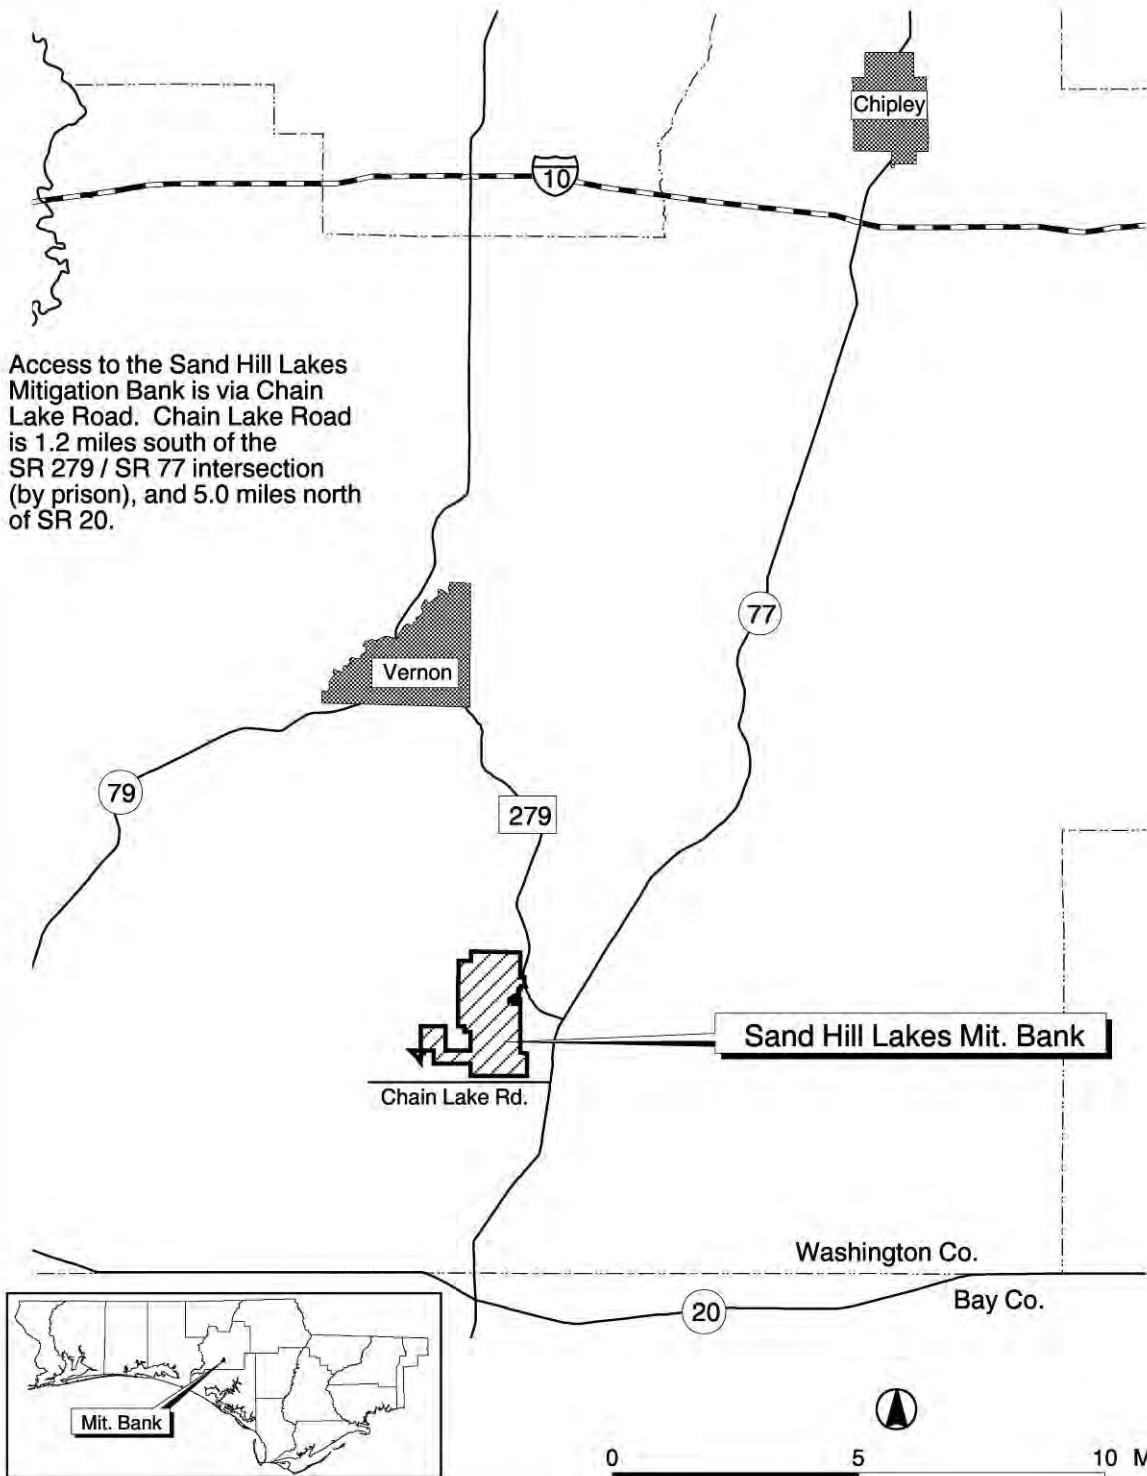 Chipley
10
Access to the Sand Hill Lakes
Mitigation Bank is via Chain
Lake Road. Chain Lake Road
is 1.2 miles south of the
SR 279 / SR 77 intersection
(by prison), and 5.0 miles north
of SR 20.
77
Vernon
79
279
Sand Hill Lakes Mit. Bank
Chain Lake Rd.
Washington Co.
Bay Co.
20
Mit. Bank
0 5 10 M